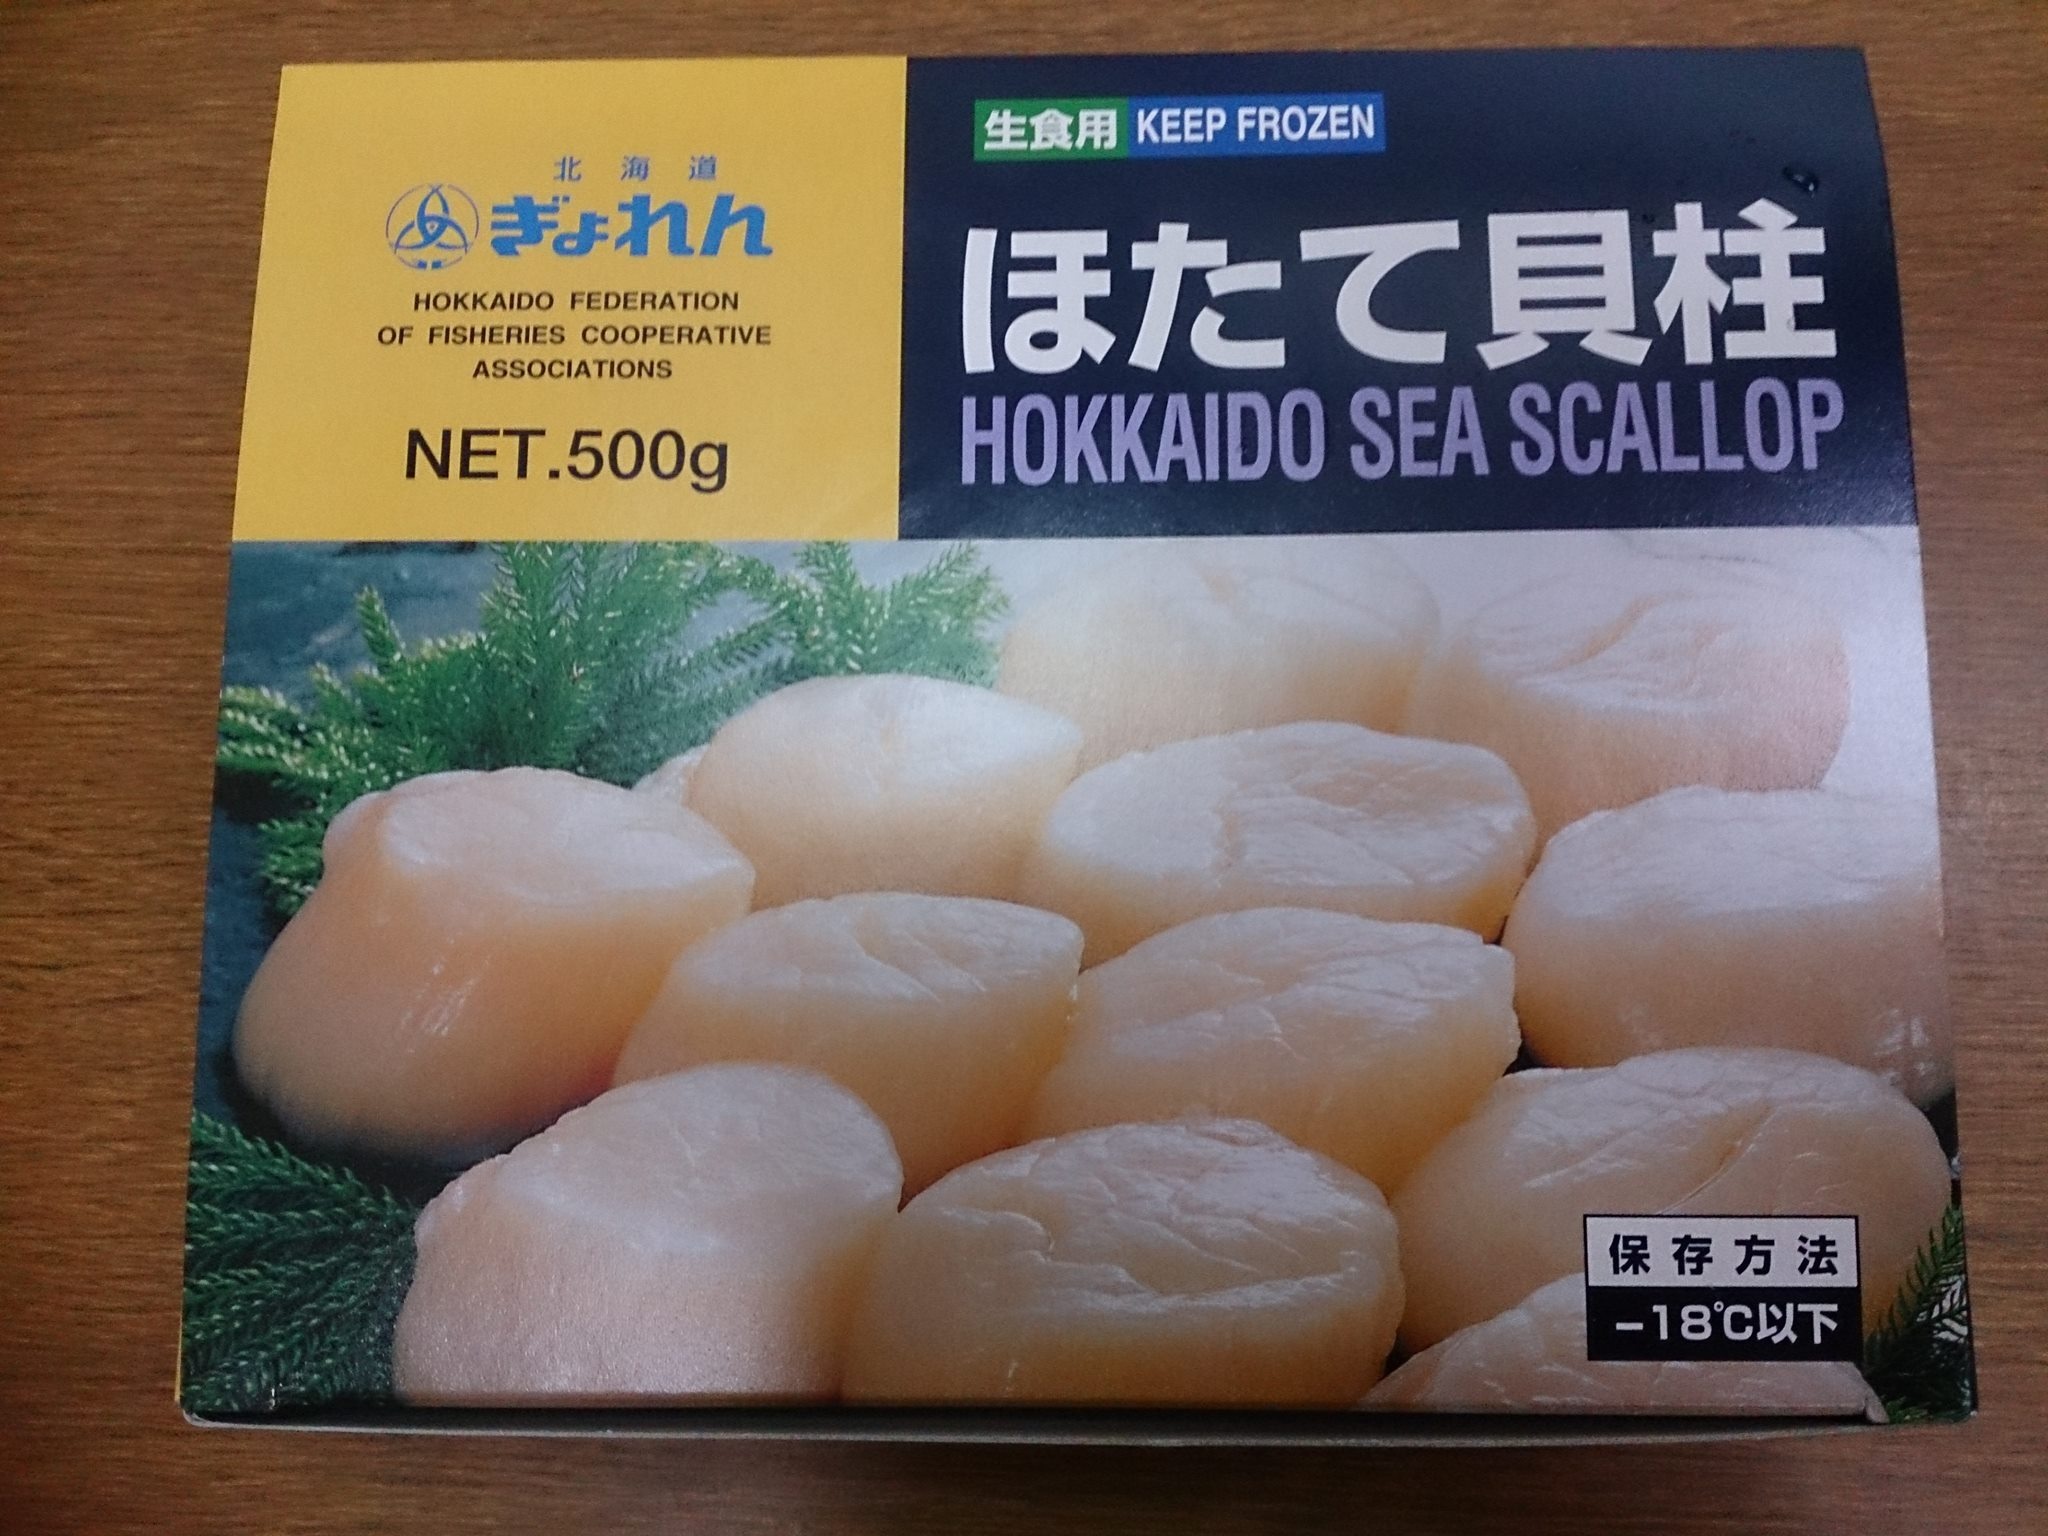 北海道
ぎょれん
HOKKAIDO FEDERATION
OF FISHERIES COOPERATIVE
ASSOCIATIONS
NET.500g
生食用 KEEP FROZEN
ほたて貝柱
HOKKAIDO SEA SCALLOP
保存方法
−18℃以下